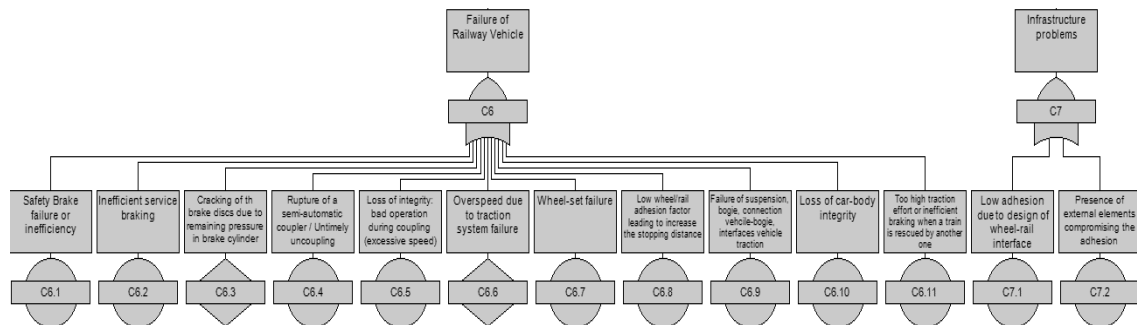 Failure of
Railway Vehicle
Infrastructure
problems
C6
C7
Safety Brake
failure or
inefficiency
Inefficient service
braking
Cracking of th
brake discs due to
remaining pressure
in brake cylinder
Rupture of a
semi-automatic
coupler / Untimely
uncoupling
Loss of integrity:
bad operation
during coupling
(excessive speed)
Overspeed due to
traction
system failure
Wheel-set failure
Low wheel/rail
adhesion factor
leading to increase
the stopping distance
Failure of suspension,
bogie, connection
vehcile-bogie,
interfaces vehicle
traction
Loss of car-body
integrity
Too high traction
effort or inefficient
braking when a train
is rescued by another
one
Low adhesion
due to design of
wheel-rail
interface
Presence of
external elements
compromising the
adhesion
C6.1
C6.2
C6.3
C6.4
C6.5
C6.6
C6.7
C6.8
C6.9
C6.10
C6.11
C7.1
C7.2